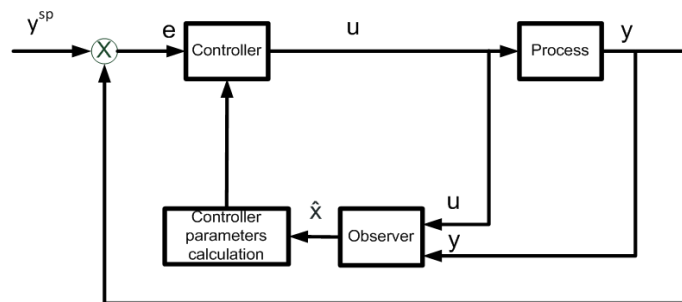 y^sp
e
Controller
u
Process
y
X
Controller
parameters
calculation
x̂
Observer
u
y